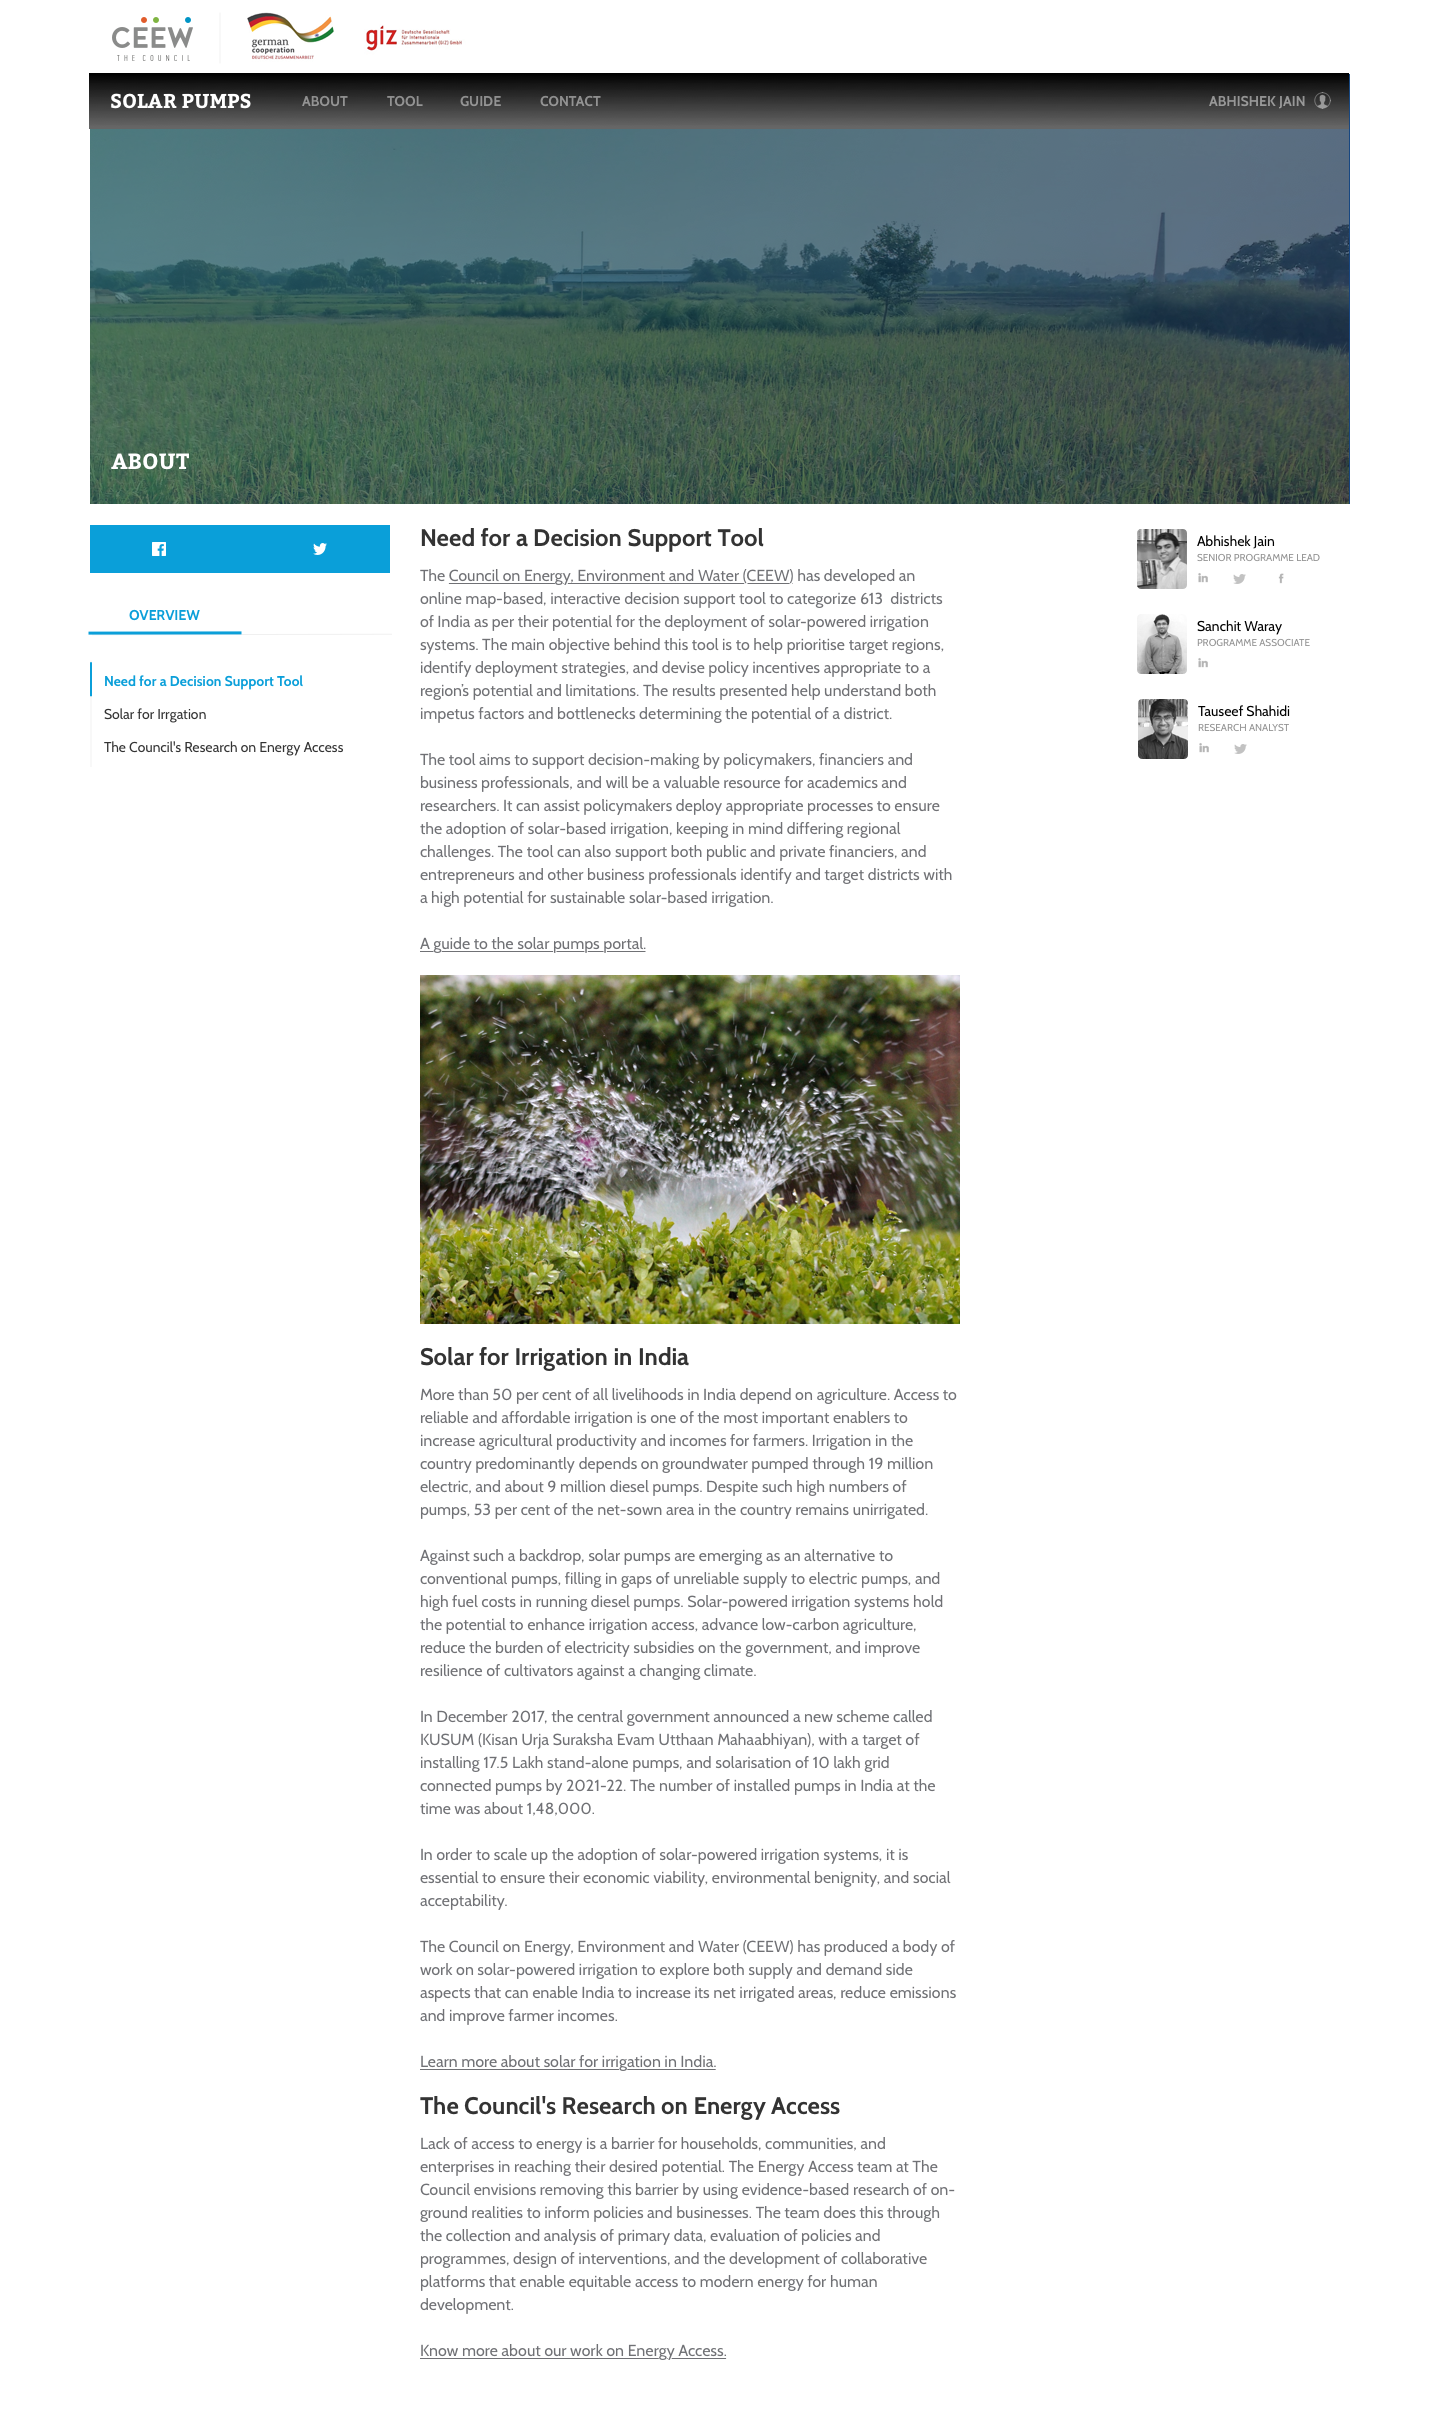 CEEW
THE COUNCIL
german
cooperation
DEUTSCHE ZUSAMMENARBEIT
giz
Deutsche Gesellschaft
für Internationale
Zusammenarbeit (GIZ) GmbH
SOLAR PUMPS
ABOUT
TOOL
GUIDE
CONTACT
ABHISHEK JAIN
ABOUT
OVERVIEW
Need for a Decision Support Tool
Solar for Irrgation
The Council's Research on Energy Access
Need for a Decision Support Tool
The Council on Energy, Environment and Water (CEEW) has developed an
online map-based, interactive decision support tool to categorize 613 districts
of India as per their potential for the deployment of solar-powered irrigation
systems. The main objective behind this tool is to help prioritise target regions,
identify deployment strategies, and devise policy incentives appropriate to a
region's potential and limitations. The results presented help understand both
impetus factors and bottlenecks determining the potential of a district.
The tool aims to support decision-making by policymakers, financiers and
business professionals, and will be a valuable resource for academics and
researchers. It can assist policymakers deploy appropriate processes to ensure
the adoption of solar-based irrigation, keeping in mind differing regional
challenges. The tool can also support both public and private financiers, and
entrepreneurs and other business professionals identify and target districts with
a high potential for sustainable solar-based irrigation.
A guide to the solar pumps portal.
Solar for Irrigation in India
More than 50 per cent of all livelihoods in India depend on agriculture. Access to
reliable and affordable irrigation is one of the most important enablers to
increase agricultural productivity and incomes for farmers. Irrigation in the
country predominantly depends on groundwater pumped through 19 million
electric, and about 9 million diesel pumps. Despite such high numbers of
pumps, 53 per cent of the net-sown area in the country remains unirrigated.
Against such a backdrop, solar pumps are emerging as an alternative to
conventional pumps, filling in gaps of unreliable supply to electric pumps, and
high fuel costs in running diesel pumps. Solar-powered irrigation systems hold
the potential to enhance irrigation access, advance low-carbon agriculture,
reduce the burden of electricity subsidies on the government, and improve
resilience of cultivators against a changing climate.
In December 2017, the central government announced a new scheme called
KUSUM (Kisan Urja Suraksha Evam Utthaan Mahaabhiyan), with a target of
installing 17.5 Lakh stand-alone pumps, and solarisation of 10 lakh grid
connected pumps by 2021-22. The number of installed pumps in India at the
time was about 1,48,000.
In order to scale up the adoption of solar-powered irrigation systems, it is
essential to ensure their economic viability, environmental benignity, and social
acceptability.
The Council on Energy, Environment and Water (CEEW) has produced a body of
work on solar-powered irrigation to explore both supply and demand side
aspects that can enable India to increase its net irrigated areas, reduce emissions
and improve farmer incomes.
Learn more about solar for irrigation in India.
The Council's Research on Energy Access
Lack of access to energy is a barrier for households, communities, and
enterprises in reaching their desired potential. The Energy Access team at The
Council envisions removing this barrier by using evidence-based research of on-
ground realities to inform policies and businesses. The team does this through
the collection and analysis of primary data, evaluation of policies and
programmes, design of interventions, and the development of collaborative
platforms that enable equitable access to modern energy for human
development.
Know more about our work on Energy Access.
Abhishek Jain
SENIOR PROGRAMME LEAD
Sanchit Waray
PROGRAMME ASSOCIATE
Tauseef Shahidi
RESEARCH ANALYST